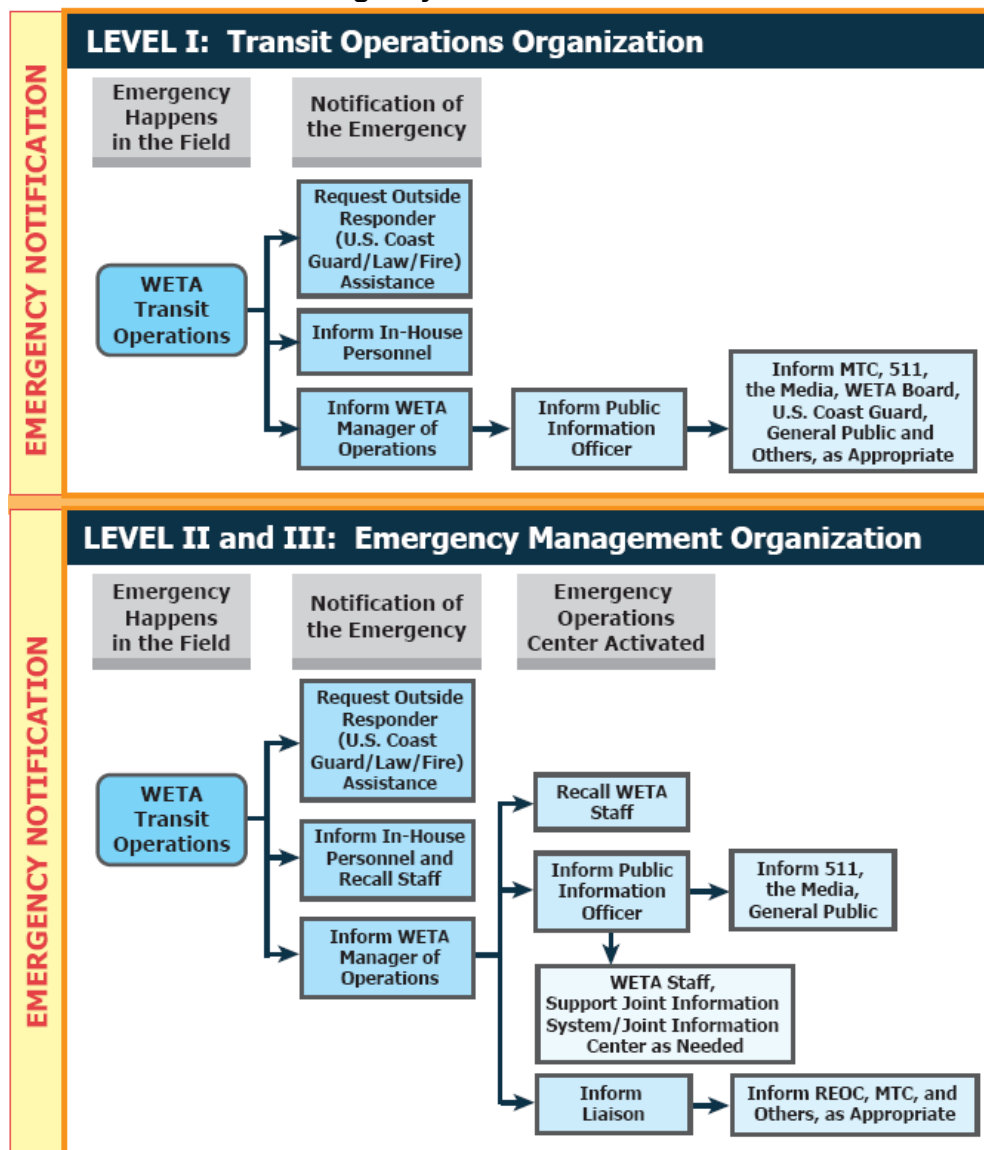 EMERGENCY NOTIFICATION
LEVEL I: Transit Operations Organization
Emergency
Happens
in the Field
Notification of
the Emergency
Request Outside
Responder
(U.S. Coast
Guard/Law/Fire)
Assistance
WETA
Transit
Operations
Inform In-House
Personnel
Inform WETA
Manager of
Operations
Inform Public
Information
Officer
Inform MTC, 511,
the Media, WETA Board,
U.S. Coast Guard,
General Public and
Others, as Appropriate
EMERGENCY NOTIFICATION
LEVEL II and III: Emergency Management Organization
Emergency
Happens
in the Field
Notification of
the Emergency
Emergency
Operations
Center Activated
Request Outside
Responder
(U.S. Coast
Guard/Law/Fire)
Assistance
WETA
Transit
Operations
Inform In-House
Personnel and
Recall Staff
Inform WETA
Manager of
Operations
Recall WETA
Staff
Inform Public
Information
Officer
Inform 511,
the Media,
General Public
WETA Staff,
Support Joint Information
System/Joint Information
Center as Needed
Inform
Liaison
Inform REOC, MTC, and
Others, as Appropriate